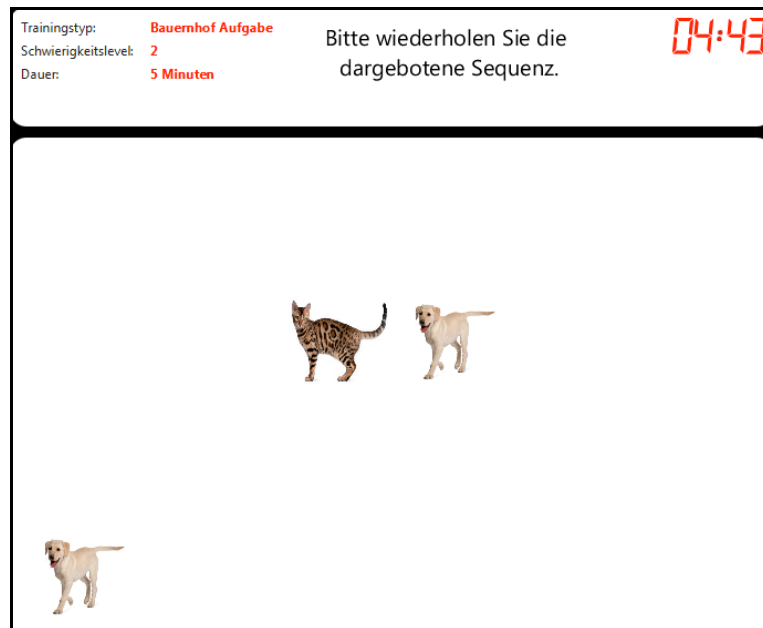 Trainingstyp: Bauernhof Aufgabe
Schwierigkeitslevel: 2
Dauer: 5 Minuten
Bitte wiederholen Sie die
dargebotene Sequenz.
04:43